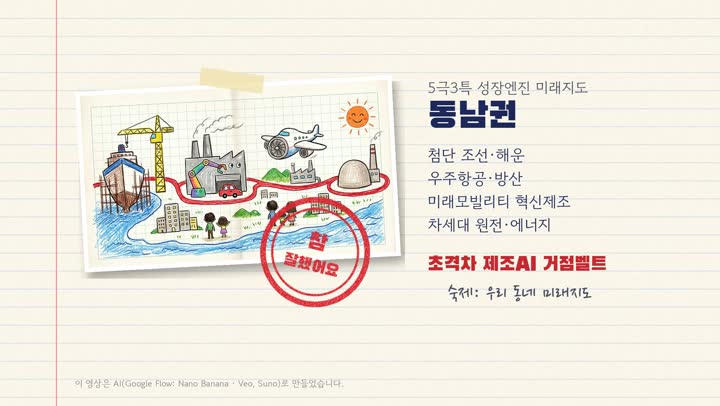 5극3특 성장엔진 미래지도
동남권
첨단 조선·해운
우주항공·방산
미래모빌리티 혁신제조
차세대 원전·에너지
초격차 제조AI 거점벨트
숙제: 우리 동네 미래지도
참
잘했어요
이 영상은 AI(Google Flow: Nano Banana · Veo, Suno)로 만들었습니다.